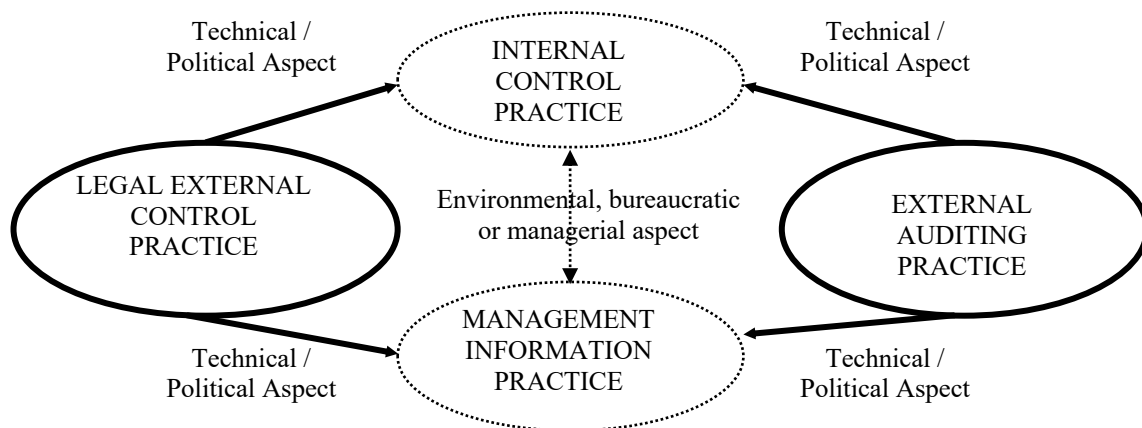 Technical /
Political Aspect
INTERNAL
CONTROL
PRACTICE
Technical /
Political Aspect
LEGAL EXTERNAL
CONTROL
PRACTICE
Environmental, bureaucratic
or managerial aspect
EXTERNAL
AUDITING
PRACTICE
Technical /
Political Aspect
MANAGEMENT
INFORMATION
PRACTICE
Technical /
Political Aspect